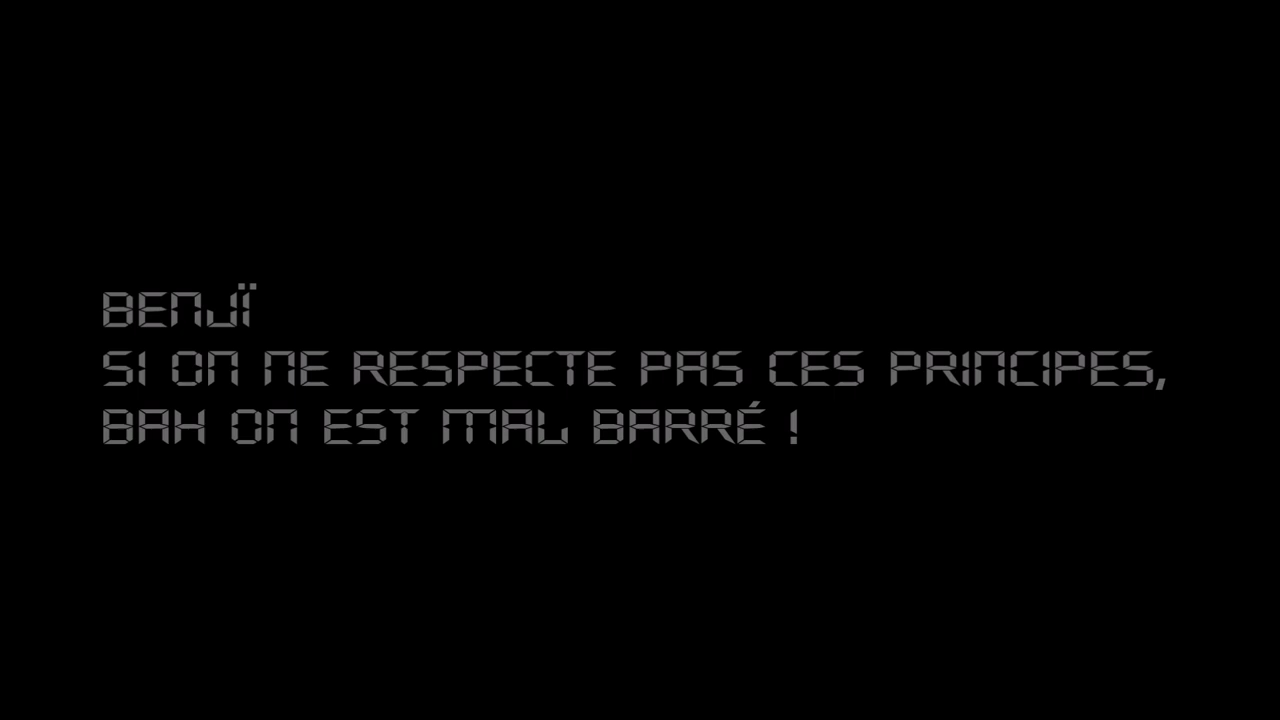 BENJÏ
SI ON NE RESPECTE PAS CES PRINCIPES,
BAH ON EST MAL BARRÉ !